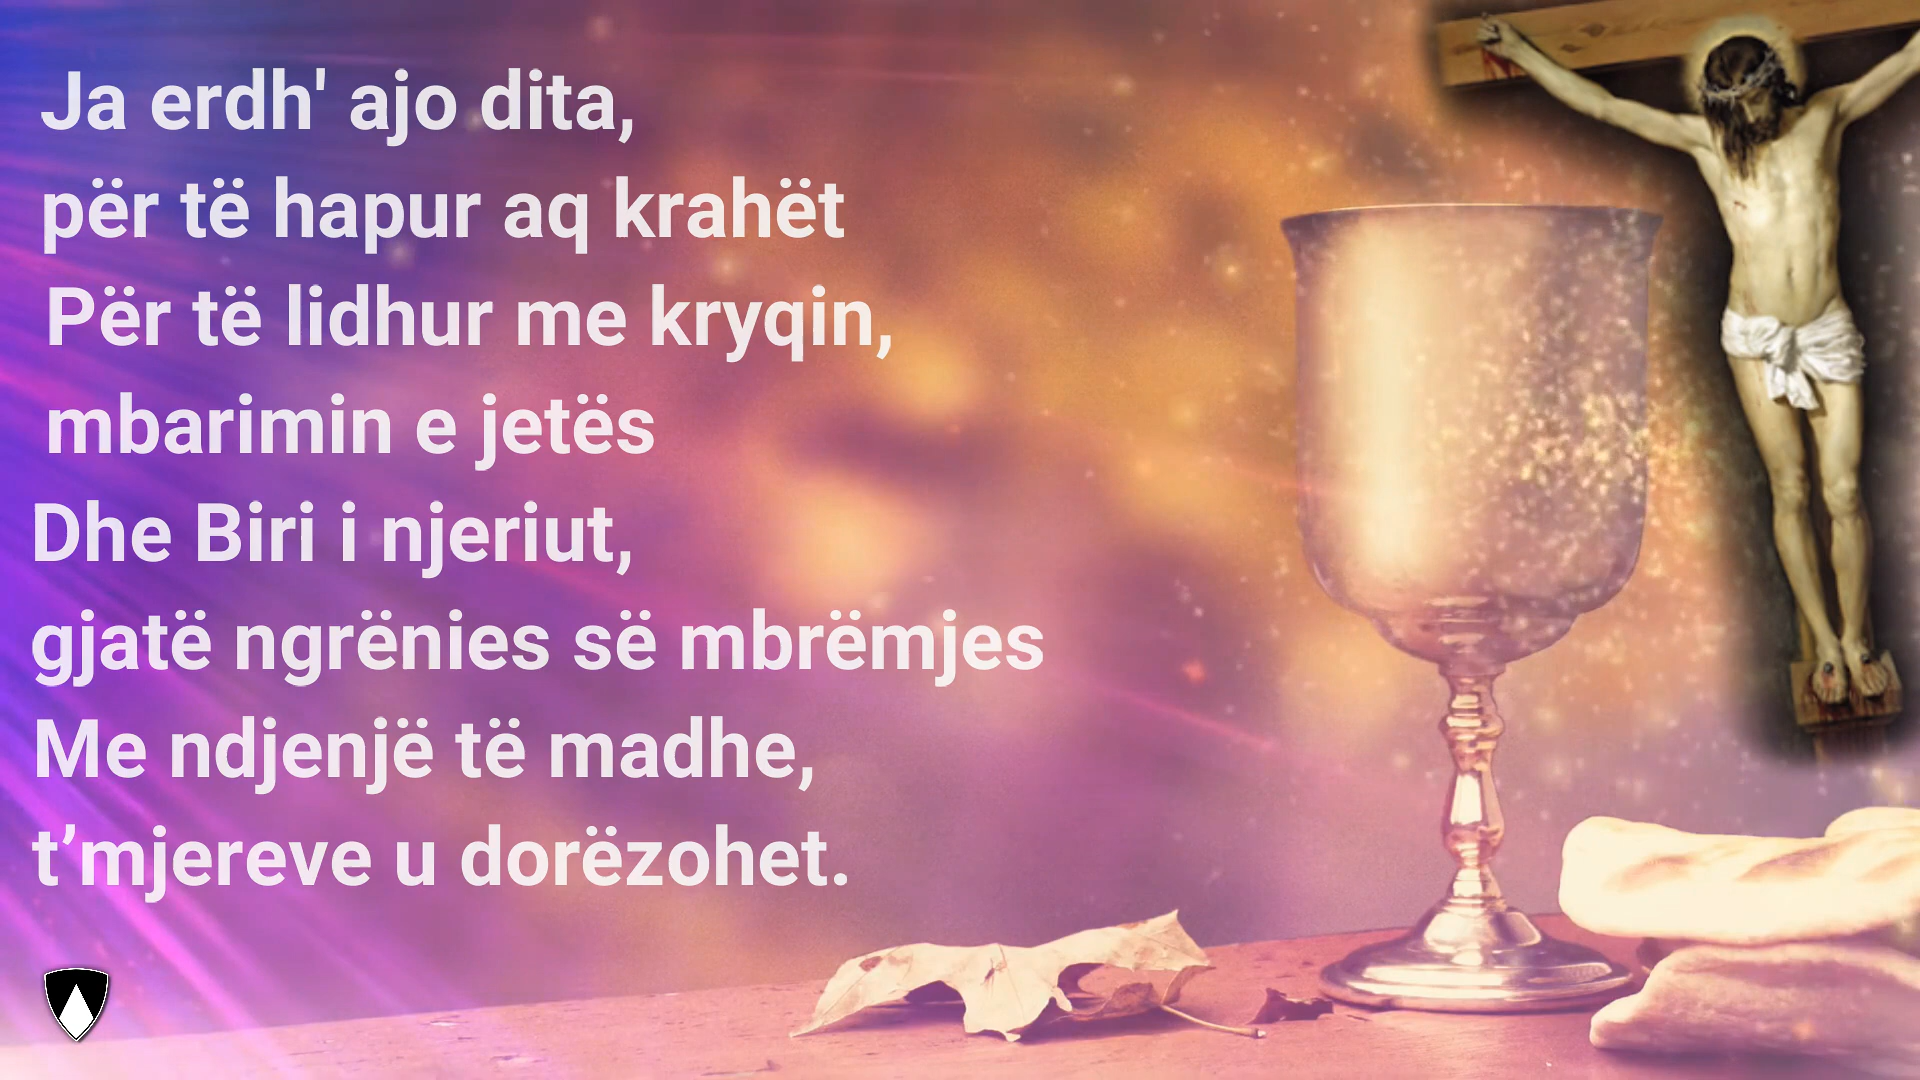 Ja erdh' ajo dita,
për të hapur aq krahët
Për të lidhur me kryqin,
mbarimin e jetës
Dhe Biri i njeriut,
gjatë ngrënies së mbrëmjes
Me ndjenjë të madhe,
t’mjereve u dorëzohet.